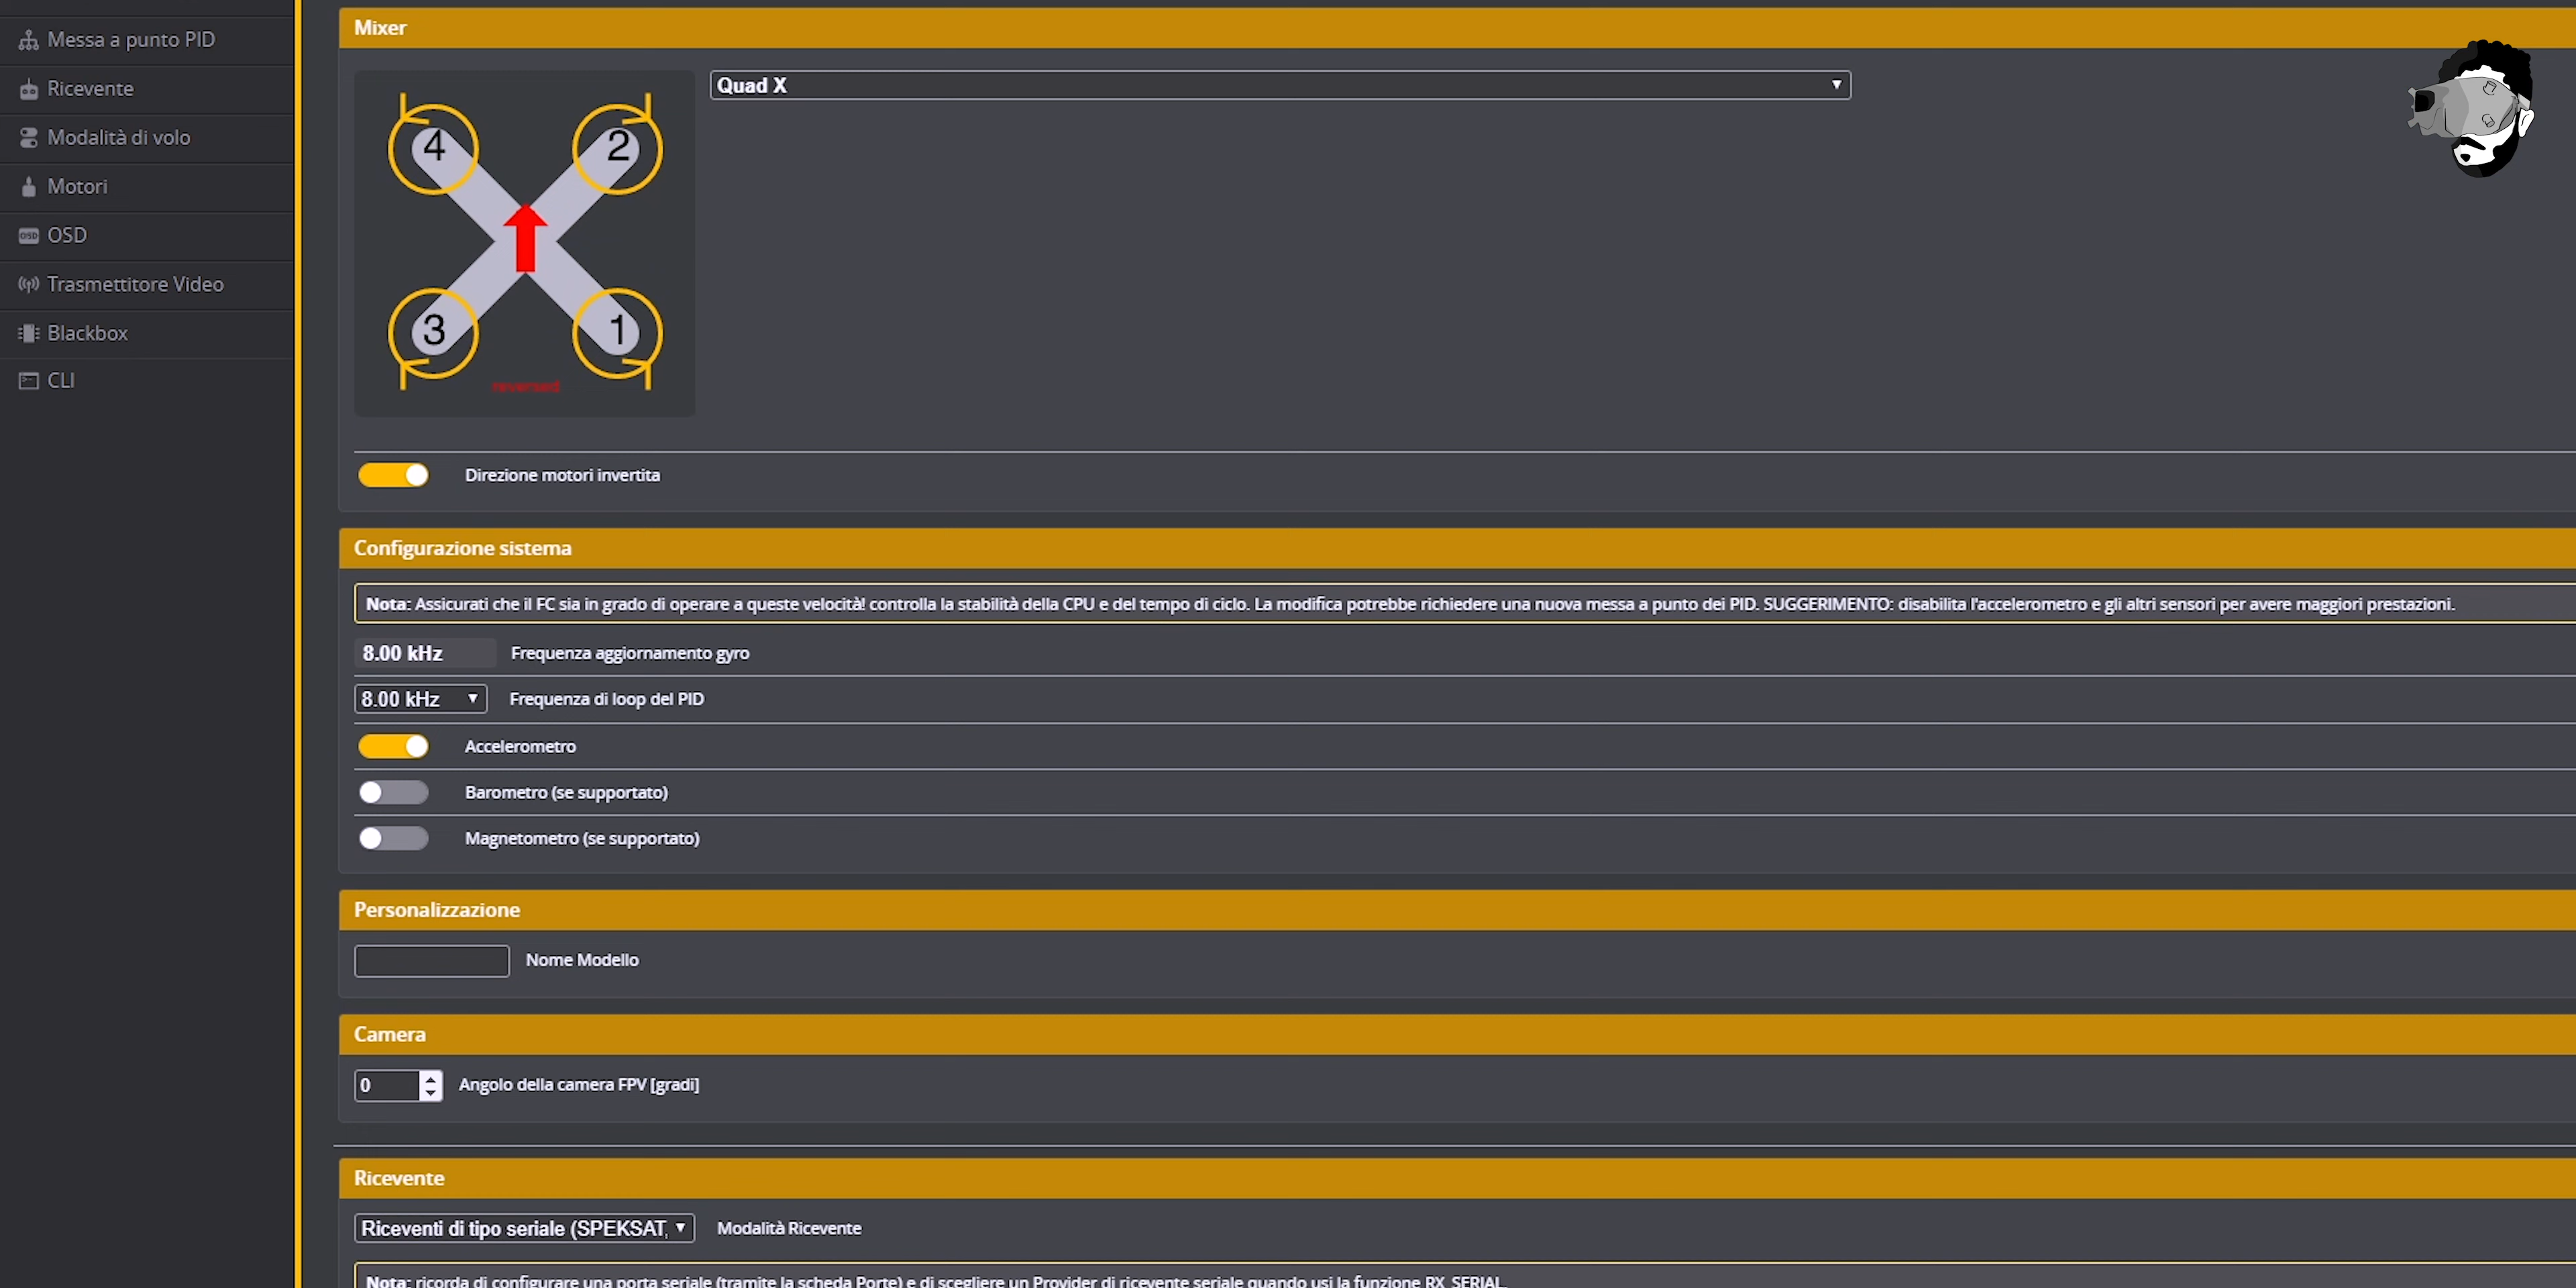 Messa a punto PID
Ricevente
Modalità di volo
Motori
OSD
OSD
Trasmettitore Video
Blackbox
CLI
Mixer
Quad X
4
2
3
1
reversed
Direzione motori invertita
Configurazione sistema
Nota: Assicurati che il FC sia in grado di operare a queste velocità! controlla la stabilità della CPU e del tempo di ciclo. La modifica potrebbe richiedere una nuova messa a punto dei PID. SUGGERIMENTO: disabilita l'accelerometro e gli altri sensori per avere maggiori prestazioni.
8.00 kHz Frequenza aggiornamento gyro
8.00 kHz Frequenza di loop del PID
Accelerometro
Barometro (se supportato)
Magnetometro (se supportato)
Personalizzazione
Nome Modello
Camera
0 Angolo della camera FPV [gradi]
Ricevente
Riceventi di tipo seriale (SPEKSAT, Modalità Ricevente
Nota: ricorda di configurare una porta seriale (tramite la scheda Porte) e di scegliere un Provider di ricevente seriale quando usi la funzione RX_SERIAL.